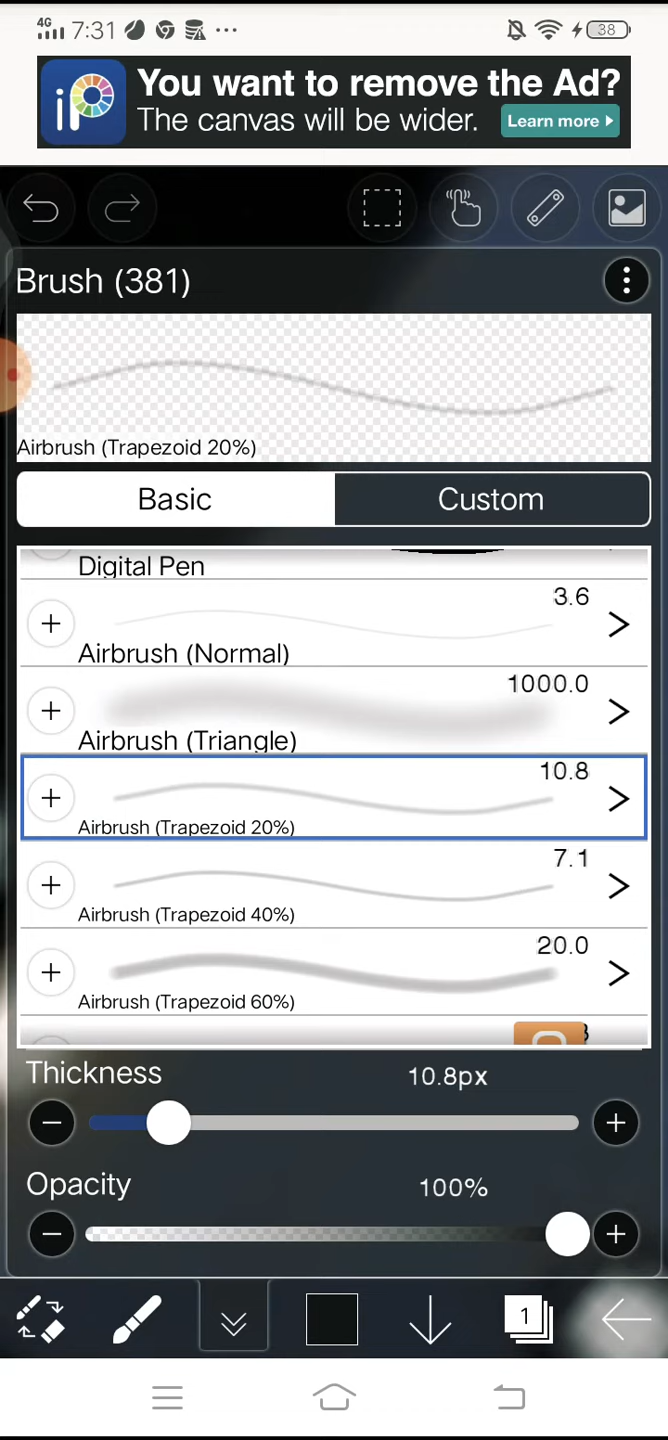 4G 7:31 ... 38
iP You want to remove the Ad?
The canvas will be wider. Learn more
Brush (381)
Airbrush (Trapezoid 20%)
Basic Custom
Digital Pen
3.6
Airbrush (Normal)
1000.0
Airbrush (Triangle)
10.8
Airbrush (Trapezoid 20%)
7.1
Airbrush (Trapezoid 40%)
20.0
Airbrush (Trapezoid 60%)
Thickness 10.8px
Opacity 100%
1